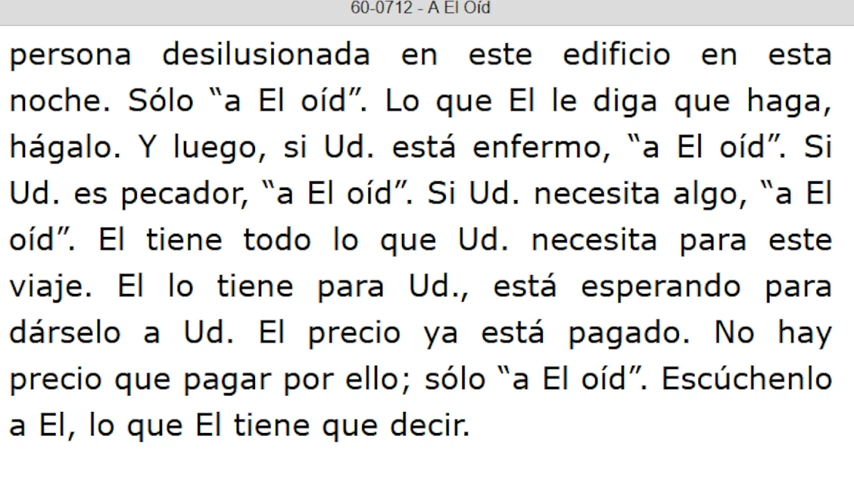 60-0712 - A El Oíd
persona desilusionada en este edificio en esta
noche. Sólo “a El oíd”. Lo que El le diga que haga,
hágalo. Y luego, si Ud. está enfermo, “a El oíd”. Si
Ud. es pecador, “a El oíd”. Si Ud. necesita algo, “a El
oíd”. El tiene todo lo que Ud. necesita para este
viaje. El lo tiene para Ud., está esperando para
dárselo a Ud. El precio ya está pagado. No hay
precio que pagar por ello; sólo “a El oíd”. Escúchenlo
a El, lo que El tiene que decir.